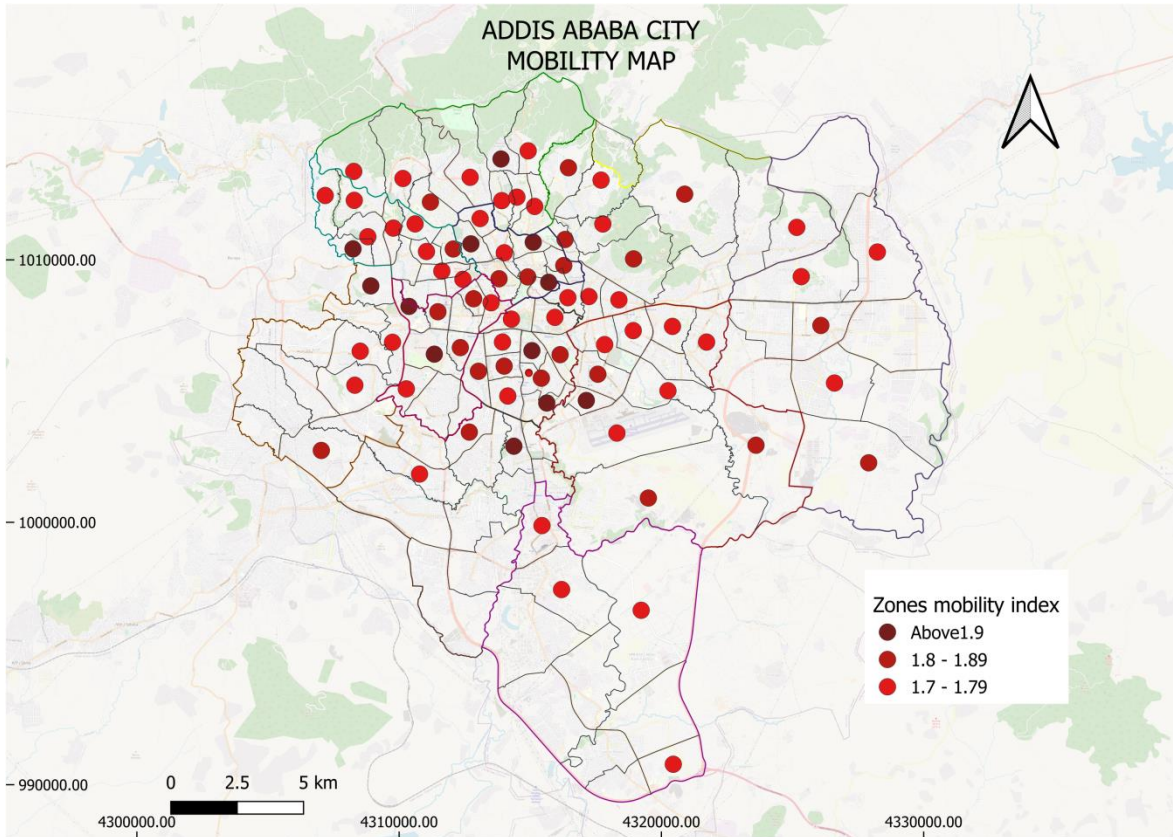 ADDIS ABABA CITY
MOBILITY MAP
1010000.00
1000000.00
990000.00
Zones mobility index
Above1.9
1.8 - 1.89
1.7 - 1.79
0 2.5 5 km
4300000.00 4310000.00 4320000.00 4330000.00